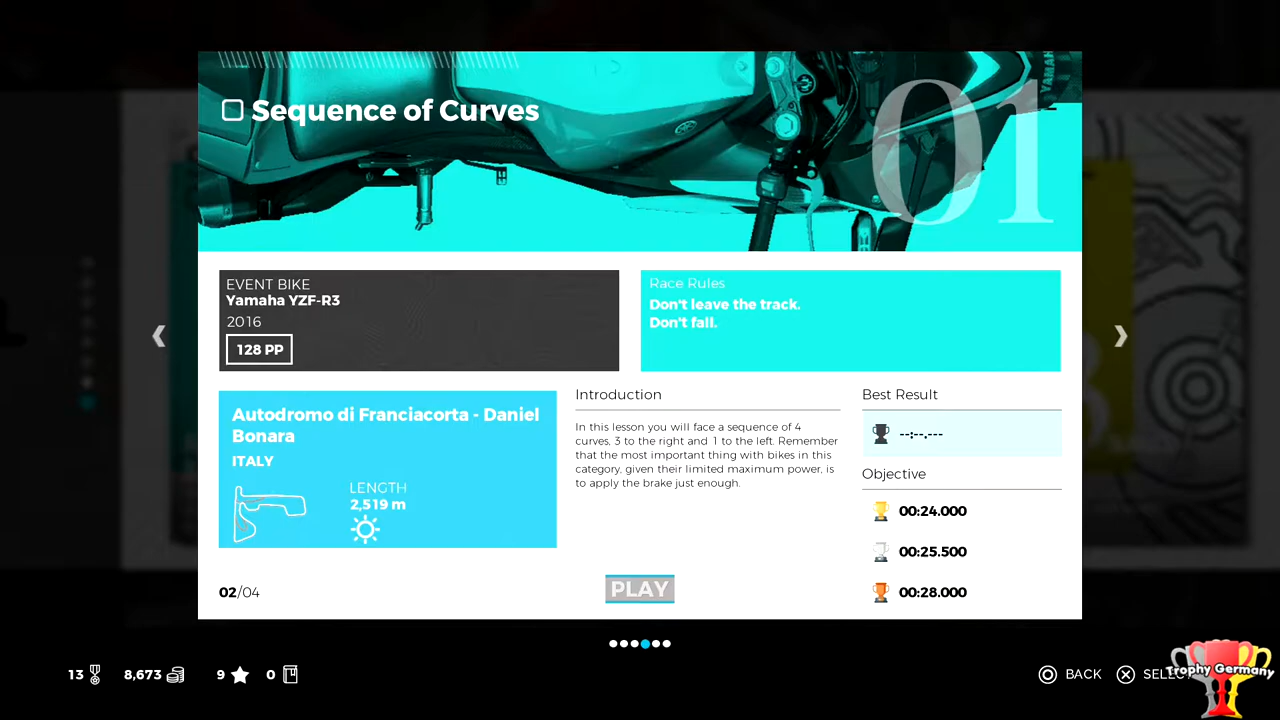 Sequence of Curves
01
YAMAHA
EVENT BIKE
Yamaha YZF-R3
2016
128 PP
Race Rules
Don't leave the track.
Don't fall.
Autodromo di Franciacorta - Daniel
Bonara
ITALY
LENGTH
2,519 m
Introduction
In this lesson you will face a sequence of 4
curves, 3 to the right and 1 to the left. Remember
that the most important thing with bikes in this
category, given their limited maximum power, is
to apply the brake just enough.
Best Result
--:--.---
Objective
00:24.000
00:25.500
00:28.000
02/04
PLAY
13
8,673
9
0
BACK
SELECT
Trophy Germany